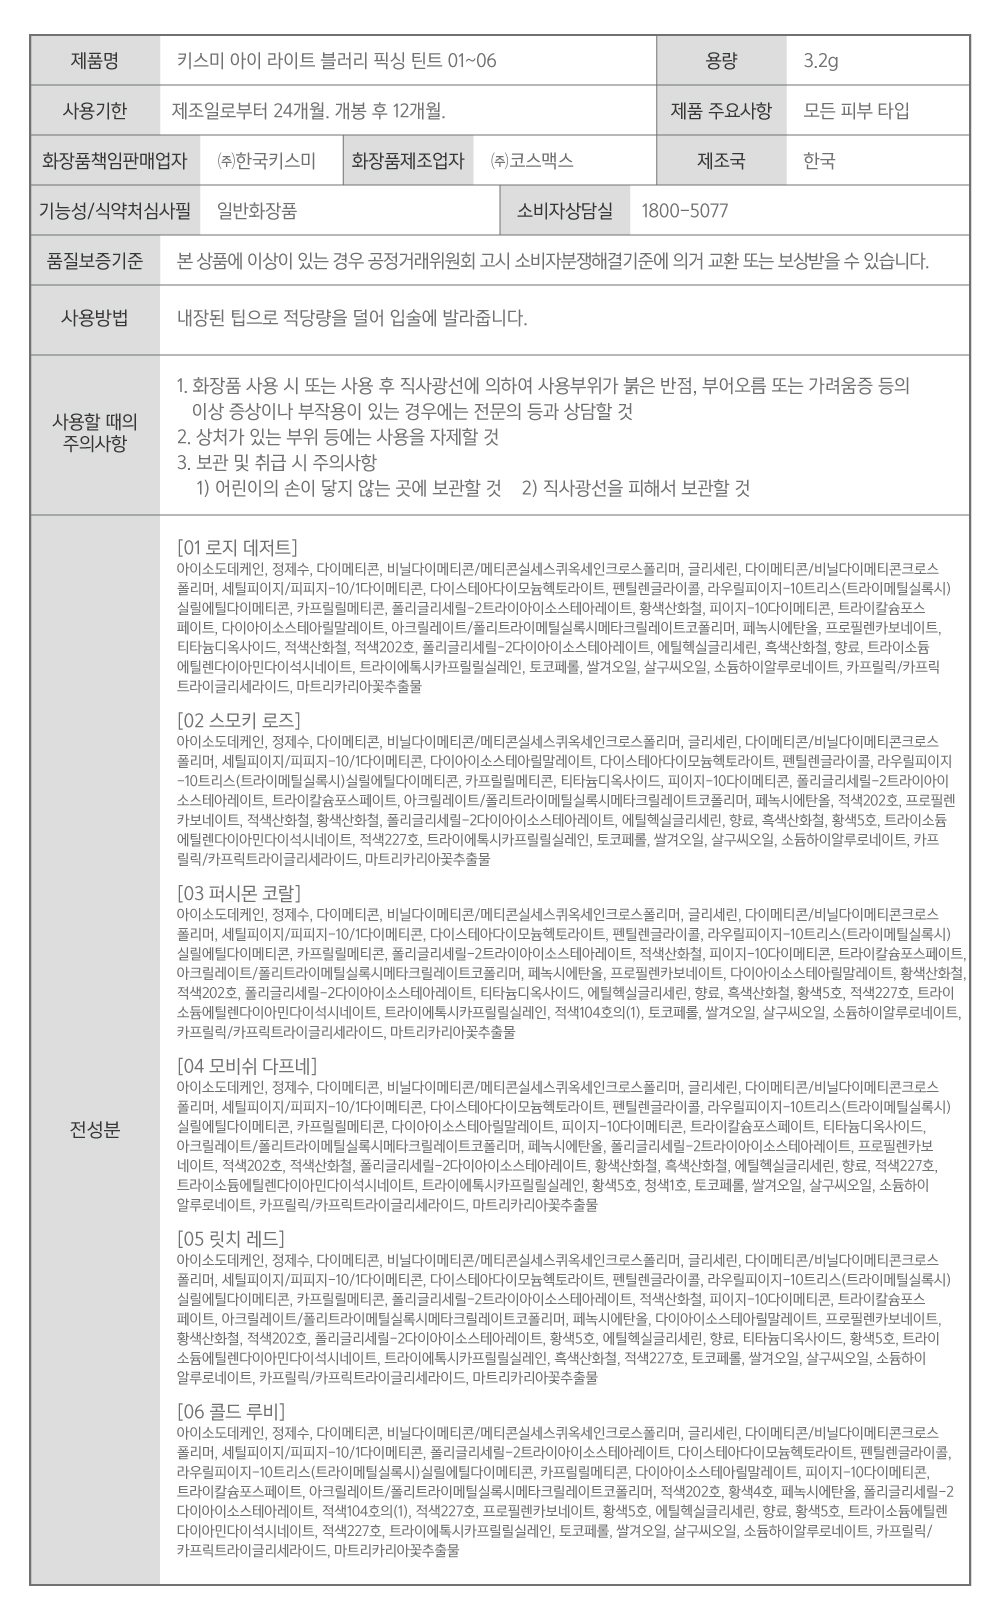 제품명 키스미 아이 라이트 블러리 픽싱 틴트 01~06 용량 3.2g
사용기한 제조일로부터 24개월. 개봉 후 12개월. 제품 주요사항 모든 피부 타입
화장품책임판매업자 ㈜한국키스미 화장품제조업자 ㈜코스맥스 제조국 한국
기능성/식약처심사필 일반화장품 소비자상담실 1800-5077
품질보증기준 본 상품에 이상이 있는 경우 공정거래위원회 고시 소비자분쟁해결기준에 의거 교환 또는 보상받을 수 있습니다.
사용방법 내장된 팁으로 적당량을 덜어 입술에 발라줍니다.
사용할 때의
주의사항
1. 화장품 사용 시 또는 사용 후 직사광선에 의하여 사용부위가 붉은 반점, 부어오름 또는 가려움증 등의
이상 증상이나 부작용이 있는 경우에는 전문의 등과 상담할 것
2. 상처가 있는 부위 등에는 사용을 자제할 것
3. 보관 및 취급 시 주의사항
1) 어린이의 손이 닿지 않는 곳에 보관할 것 2) 직사광선을 피해서 보관할 것
전성분
[01 로지 데저트]
아이소도데케인, 정제수, 다이메티콘, 비닐다이메티콘/메티콘실세스퀴옥세인크로스폴리머, 글리세린, 다이메티콘/비닐다이메티콘크로스
폴리머, 세틸피이지/피피지-10/1다이메티콘, 다이스테아다이모늄헥토라이트, 펜틸렌글라이콜, 라우릴피이지-10트리스(트라이메틸실록시)
실릴에틸다이메티콘, 카프릴릴메티콘, 폴리글리세릴-2트라이아이소스테아레이트, 황색산화철, 피이지-10다이메티콘, 트라이칼슘포스
페이트, 다이아이소스테아릴말레이트, 아크릴레이트/폴리트라이메틸실록시메타크릴레이트코폴리머, 페녹시에탄올, 프로필렌카보네이트,
티타늄디옥사이드, 적색산화철, 적색202호, 폴리글리세릴-2다이아이소스테아레이트, 에틸헥실글리세린, 흑색산화철, 향료, 트라이소듐
에틸렌다이아민다이석시네이트, 트라이에톡시카프릴릴실레인, 토코페롤, 쌀겨오일, 살구씨오일, 소듐하이알루로네이트, 카프릴릭/카프릭
트라이글리세라이드, 마트리카리아꽃추출물
[02 스모키 로즈]
아이소도데케인, 정제수, 다이메티콘, 비닐다이메티콘/메티콘실세스퀴옥세인크로스폴리머, 글리세린, 다이메티콘/비닐다이메티콘크로스
폴리머, 세틸피이지/피피지-10/1다이메티콘, 다이아이소스테아릴말레이트, 다이스테아다이모늄헥토라이트, 펜틸렌글라이콜, 라우릴피이지
-10트리스(트라이메틸실록시)실릴에틸다이메티콘, 카프릴릴메티콘, 티타늄디옥사이드, 피이지-10다이메티콘, 폴리글리세릴-2트라이아이
소스테아레이트, 트라이칼슘포스페이트, 아크릴레이트/폴리트라이메틸실록시메타크릴레이트코폴리머, 페녹시에탄올, 적색202호, 프로필렌
카보네이트, 적색산화철, 황색산화철, 폴리글리세릴-2다이아이소스테아레이트, 에틸헥실글리세린, 향료, 흑색산화철, 황색5호, 트라이소듐
에틸렌다이아민다이석시네이트, 적색227호, 트라이에톡시카프릴릴실레인, 토코페롤, 쌀겨오일, 살구씨오일, 소듐하이알루로네이트, 카프
릴릭/카프릭트라이글리세라이드, 마트리카리아꽃추출물
[03 퍼시몬 코랄]
아이소도데케인, 정제수, 다이메티콘, 비닐다이메티콘/메티콘실세스퀴옥세인크로스폴리머, 글리세린, 다이메티콘/비닐다이메티콘크로스
폴리머, 세틸피이지/피피지-10/1다이메티콘, 다이스테아다이모늄헥토라이트, 펜틸렌글라이콜, 라우릴피이지-10트리스(트라이메틸실록시)
실릴에틸다이메티콘, 카프릴릴메티콘, 폴리글리세릴-2트라이아이소스테아레이트, 적색산화철, 피이지-10다이메티콘, 트라이칼슘포스페이트,
아크릴레이트/폴리트라이메틸실록시메타크릴레이트코폴리머, 페녹시에탄올, 프로필렌카보네이트, 다이아이소스테아릴말레이트, 황색산화철,
적색202호, 폴리글리세릴-2다이아이소스테아레이트, 티타늄디옥사이드, 에틸헥실글리세린, 향료, 흑색산화철, 황색5호, 적색227호, 트라이
소듐에틸렌다이아민다이석시네이트, 트라이에톡시카프릴릴실레인, 적색104호의(1), 토코페롤, 쌀겨오일, 살구씨오일, 소듐하이알루로네이트,
카프릴릭/카프릭트라이글리세라이드, 마트리카리아꽃추출물
[04 모비쉬 다프네]
아이소도데케인, 정제수, 다이메티콘, 비닐다이메티콘/메티콘실세스퀴옥세인크로스폴리머, 글리세린, 다이메티콘/비닐다이메티콘크로스
폴리머, 세틸피이지/피피지-10/1다이메티콘, 다이스테아다이모늄헥토라이트, 펜틸렌글라이콜, 라우릴피이지-10트리스(트라이메틸실록시)
실릴에틸다이메티콘, 카프릴릴메티콘, 다이아이소스테아릴말레이트, 피이지-10다이메티콘, 트라이칼슘포스페이트, 티타늄디옥사이드,
아크릴레이트/폴리트라이메틸실록시메타크릴레이트코폴리머, 페녹시에탄올, 폴리글리세릴-2트라이아이소스테아레이트, 프로필렌카보
네이트, 적색202호, 적색산화철, 폴리글리세릴-2다이아이소스테아레이트, 황색산화철, 흑색산화철, 에틸헥실글리세린, 향료, 적색227호,
트라이소듐에틸렌다이아민다이석시네이트, 트라이에톡시카프릴릴실레인, 황색5호, 청색1호, 토코페롤, 쌀겨오일, 살구씨오일, 소듐하이
알루로네이트, 카프릴릭/카프릭트라이글리세라이드, 마트리카리아꽃추출물
[05 릿치 레드]
아이소도데케인, 정제수, 다이메티콘, 비닐다이메티콘/메티콘실세스퀴옥세인크로스폴리머, 글리세린, 다이메티콘/비닐다이메티콘크로스
폴리머, 세틸피이지/피피지-10/1다이메티콘, 다이스테아다이모늄헥토라이트, 펜틸렌글라이콜, 라우릴피이지-10트리스(트라이메틸실록시)
실릴에틸다이메티콘, 카프릴릴메티콘, 폴리글리세릴-2트라이아이소스테아레이트, 적색산화철, 피이지-10다이메티콘, 트라이칼슘포스
페이트, 아크릴레이트/폴리트라이메틸실록시메타크릴레이트코폴리머, 페녹시에탄올, 다이아이소스테아릴말레이트, 프로필렌카보네이트,
황색산화철, 적색202호, 폴리글리세릴-2다이아이소스테아레이트, 황색5호, 에틸헥실글리세린, 향료, 티타늄디옥사이드, 황색5호, 트라이
소듐에틸렌다이아민다이석시네이트, 트라이에톡시카프릴릴실레인, 흑색산화철, 적색227호, 토코페롤, 쌀겨오일, 살구씨오일, 소듐하이
알루로네이트, 카프릴릭/카프릭트라이글리세라이드, 마트리카리아꽃추출물
[06 콜드 루비]
아이소도데케인, 정제수, 다이메티콘, 비닐다이메티콘/메티콘실세스퀴옥세인크로스폴리머, 글리세린, 다이메티콘/비닐다이메티콘크로스
폴리머, 세틸피이지/피피지-10/1다이메티콘, 폴리글리세릴-2트라이아이소스테아레이트, 다이스테아다이모늄헥토라이트, 펜틸렌글라이콜,
라우릴피이지-10트리스(트라이메틸실록시)실릴에틸다이메티콘, 카프릴릴메티콘, 다이아이소스테아릴말레이트, 피이지-10다이메티콘,
트라이칼슘포스페이트, 아크릴레이트/폴리트라이메틸실록시메타크릴레이트코폴리머, 적색202호, 황색4호, 페녹시에탄올, 폴리글리세릴-2
다이아이소스테아레이트, 적색104호의(1), 적색227호, 프로필렌카보네이트, 황색5호, 에틸헥실글리세린, 향료, 황색5호, 트라이소듐에틸렌
다이아민다이석시네이트, 적색227호, 트라이에톡시카프릴릴실레인, 토코페롤, 쌀겨오일, 살구씨오일, 소듐하이알루로네이트, 카프릴릭/
카프릭트라이글리세라이드, 마트리카리아꽃추출물